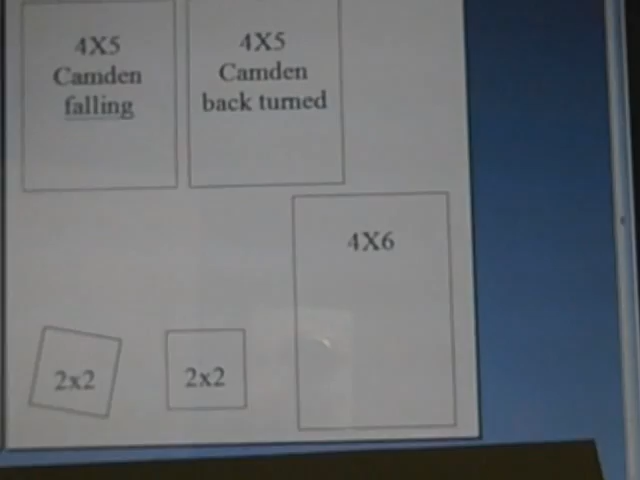 4X5
Camden
falling
4X5
Camden
back turned
4X6
2x2
2x2